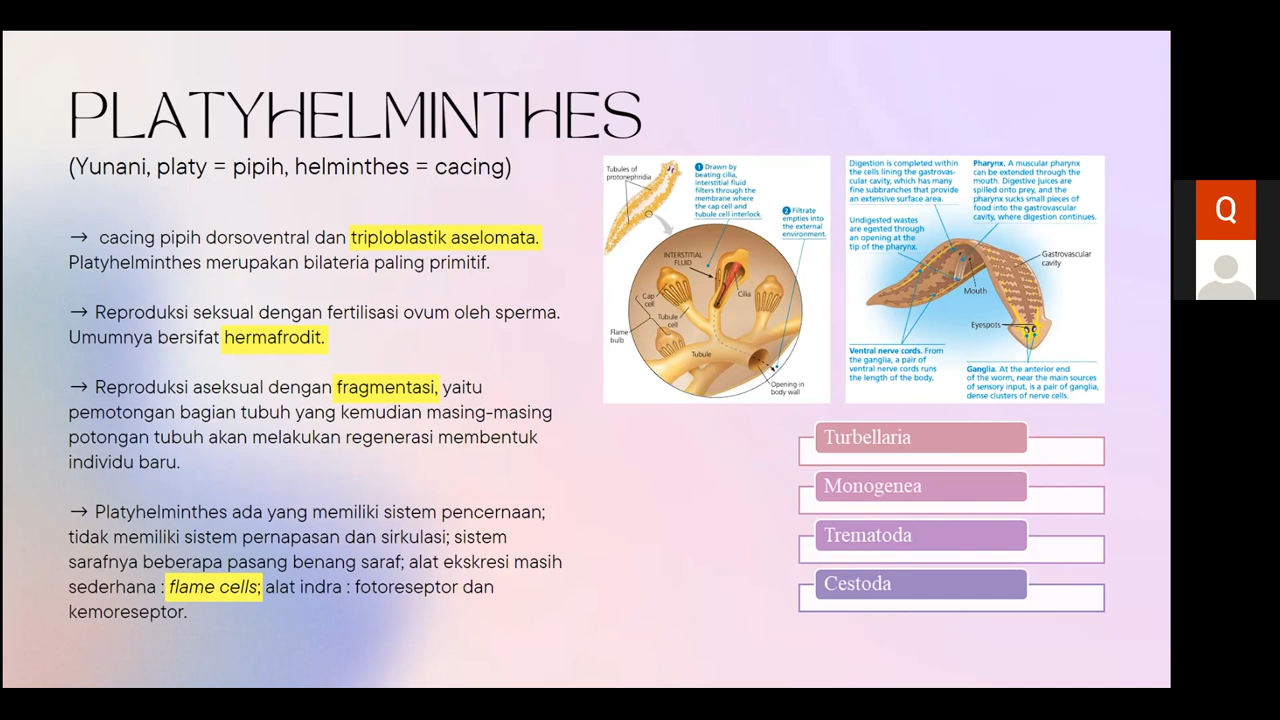 PLATYHELMINTHES
(Yunani, platy = pipih, helminthes = cacing)
→ cacing pipih dorsoventral dan triploblastik aselomata.
Platyhelminthes merupakan bilateria paling primitif.
→ Reproduksi seksual dengan fertilisasi ovum oleh sperma.
Umumnya bersifat hermafrodit.
→ Reproduksi aseksual dengan fragmentasi, yaitu
pemotongan bagian tubuh yang kemudian masing-masing
potongan tubuh akan melakukan regenerasi membentuk
individu baru.
→ Platyhelminthes ada yang memiliki sistem pencernaan;
tidak memiliki sistem pernapasan dan sirkulasi; sistem
sarafnya beberapa pasang benang saraf; alat ekskresi masih
sederhana : flame cells; alat indra : fotoreseptor dan
kemoreseptor.
Tubules of
protonephridia
1 Drawn by
beating cilia,
interstitial fluid
filters through the
membrane where
the cap cell and
tubule cell interlock.
2 Filtrate
empties into the
external
environment.
INTERSTITIAL
FLUID
Cilia
Cap
cell
Tubule
cell
Flame
bulb
Tubule
Opening in
body wall
Digestion is completed within
the cells lining the gastrovas-
cular cavity, which has many
fine subbranches that provide
an extensive surface area.
Pharynx. A muscular pharynx
can be extended through the
mouth. Digestive juices are
spilled onto prey, and the
pharynx sucks small pieces of
food into the gastrovascular
cavity, where digestion continues.
Undigested wastes
are egested through
an opening at the
tip of the pharynx.
Gastrovascular
cavity
Mouth
Eyespots
Ventral nerve cords. From
the ganglia, a pair of
ventral nerve cords runs
the length of the body.
Ganglia. At the anterior end
of the worm, near the main sources
of sensory input, is a pair of ganglia,
dense clusters of nerve cells.
Turbellaria
Monogenea
Trematoda
Cestoda
Q